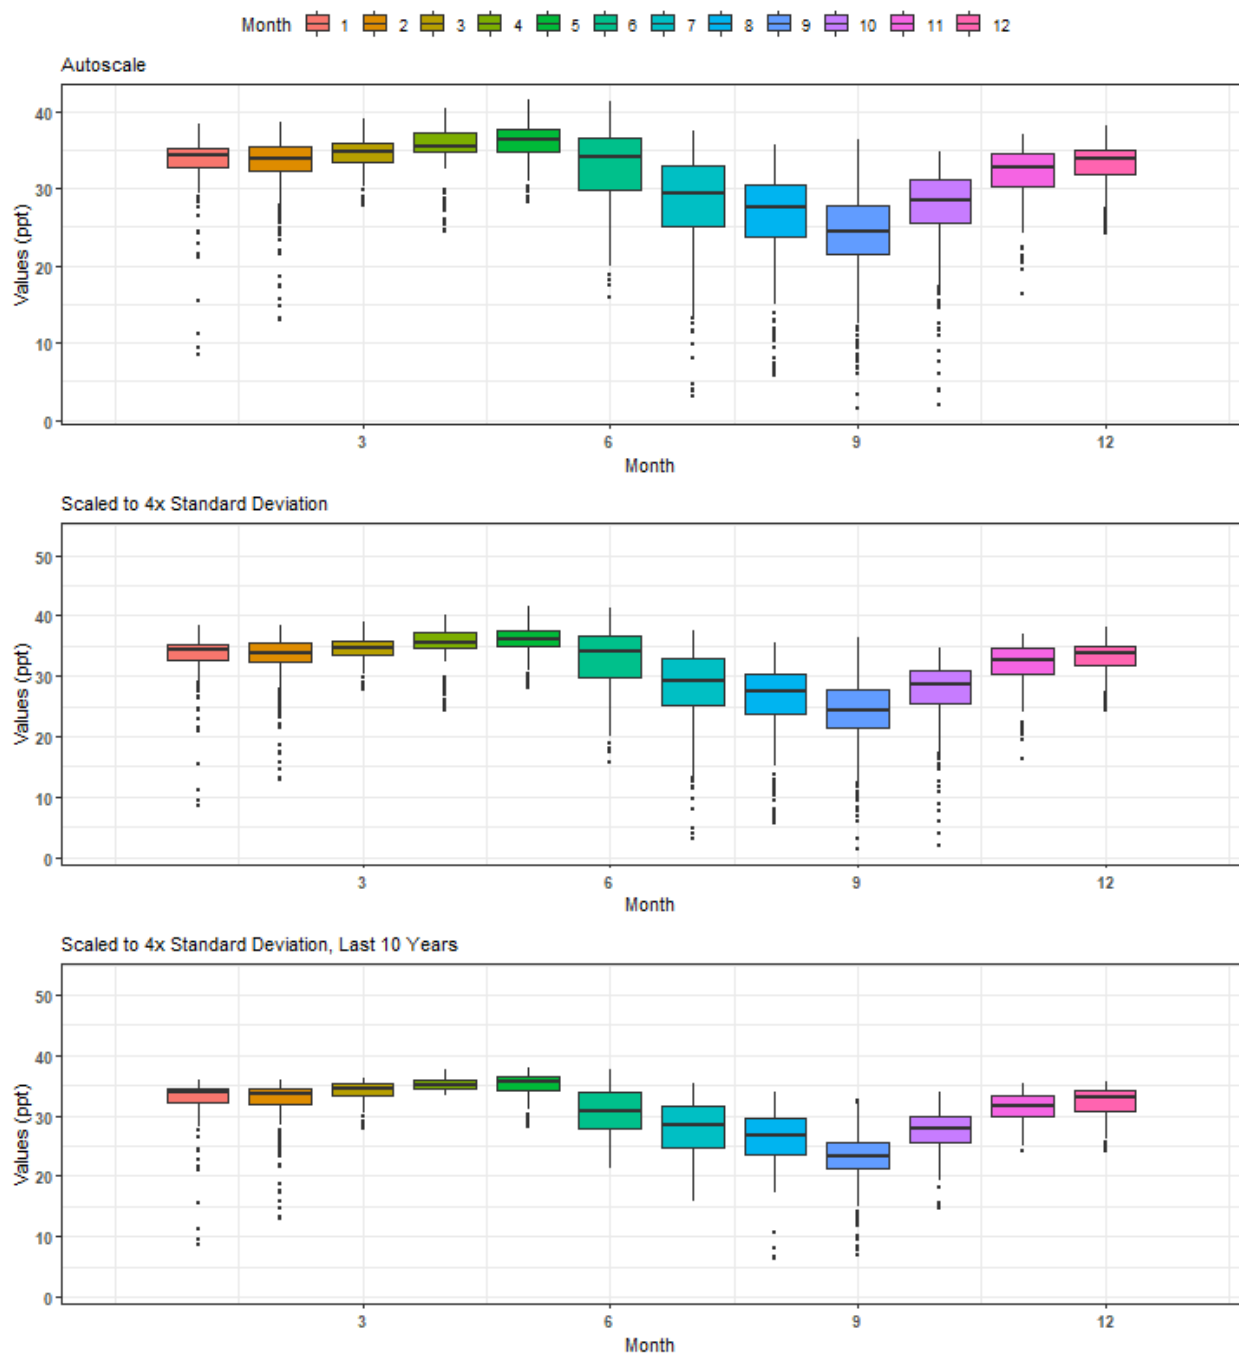 Month 1 2 3 4 5 6 7 8 9 10 11 12
Autoscale
Values (ppt)
40
30
20
10
0
3 6 9 12
Month
Scaled to 4x Standard Deviation
Values (ppt)
50
40
30
20
10
0
3 6 9 12
Month
Scaled to 4x Standard Deviation, Last 10 Years
Values (ppt)
50
40
30
20
10
0
3 6 9 12
Month